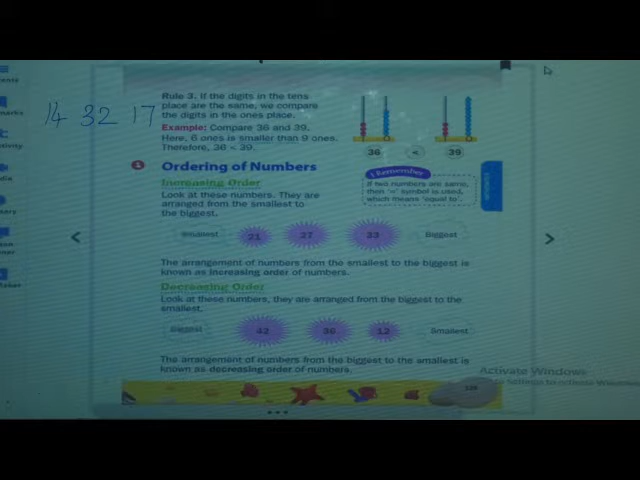 14 32 17
Rule 3. If the digits in the tens
place are the same, we compare
the digits in the ones place.
Example: Compare 36 and 39.
Here, 6 ones is smaller than 9 ones.
Therefore, 36 < 39.
36 < 39
1 Ordering of Numbers
I Remember
If two numbers are same,
then '=' symbol is used,
which means 'equal to'.
Increasing Order
Look at these numbers. They are
arranged from the smallest to
the biggest.
Smallest 21 27 33 Biggest
The arrangement of numbers from the smallest to the biggest is
known as increasing order of numbers.
Decreasing Order
Look at these numbers, they are arranged from the biggest to the
smallest.
Biggest 42 36 12 Smallest
The arrangement of numbers from the biggest to the smallest is
known as decreasing order of numbers.
Activate Windows
to Settings to activate Windows